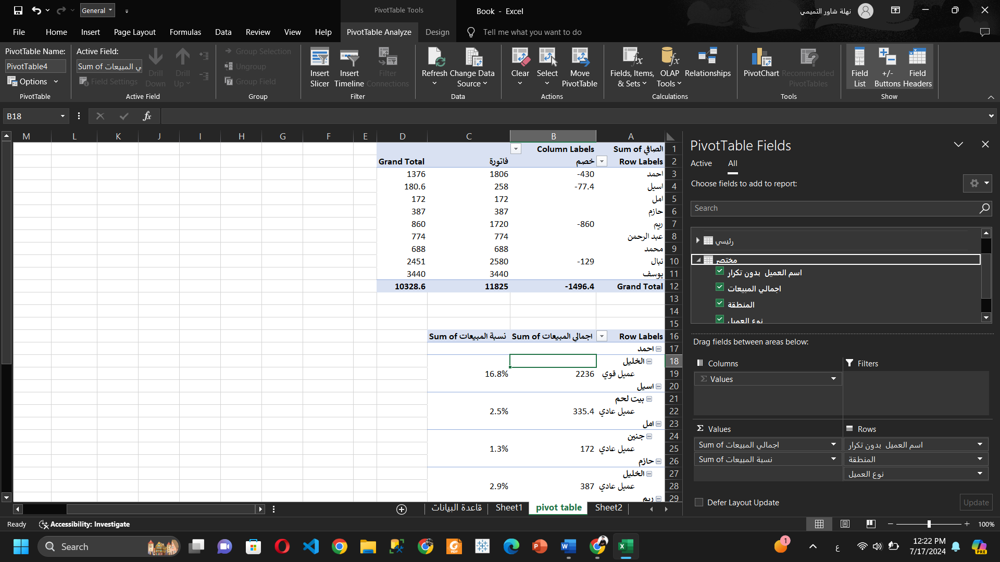 General
PivotTable Tools
Book - Excel
نهلة شاور التميمي
File Home Insert Page Layout Formulas Data Review View Help PivotTable Analyze Design Tell me what you want to do
PivotTable Name:
PivotTable4
Options
PivotTable
Active Field:
Sum of ي المبيعات
Field Settings
Drill Down
Drill Up
Active Field
Group Selection
Ungroup
Group Field
Group
Insert Slicer
Insert Timeline
Filter Connections
Filter
Refresh
Change Data Source
Data
Clear
Select
Move PivotTable
Actions
Fields, Items, & Sets
OLAP Tools
Relationships
Calculations
PivotChart
Recommended PivotTables
Tools
Field List
+/- Buttons
Field Headers
Show
B18
fx
M L K J I H G F E D C B A
1 Sum of الصافي Column Labels
2 Row Labels خصم فاتورة Grand Total
3 احمد -430 1806 1376
4 اسيل -77.4 258 180.6
5 امل 172 172
6 حازم 387 387
7 ريم -860 1720 860
8 عبد الرحمن 774 774
9 محمد 688 688
10 نبال -129 2580 2451
11 يوسف 3440 3440
12 Grand Total -1496.4 11825 10328.6
13
14
15
16 Row Labels Sum of اجمالي المبيعات Sum of نسبة المبيعات
17 احمد
18 الخليل
19 عميل قوي 2236 16.8%
20 اسيل
21 بيت لحم
22 عميل عادي 335.4 2.5%
23 امل
24 جنين
25 عميل عادي 172 1.3%
26 حازم
27 الخليل
28 عميل عادي 387 2.9%
29 ريم
PivotTable Fields
Active All
Choose fields to add to report:
Search
رئيسي
مختصر
اسم العميل بدون تكرار
اجمالي المبيعات
المنطقة
نوع العميل
Drag fields between areas below:
Columns
Values
Filters
Values
Sum of اجمالي المبيعات
Sum of نسبة المبيعات
Rows
اسم العميل بدون تكرار
المنطقة
نوع العميل
Defer Layout Update
Update
قاعدة البيانات Sheet1 pivot table Sheet2
Ready
Accessibility: Investigate
100%
Search
1
ع
12:22 PM
7/17/2024
PRE